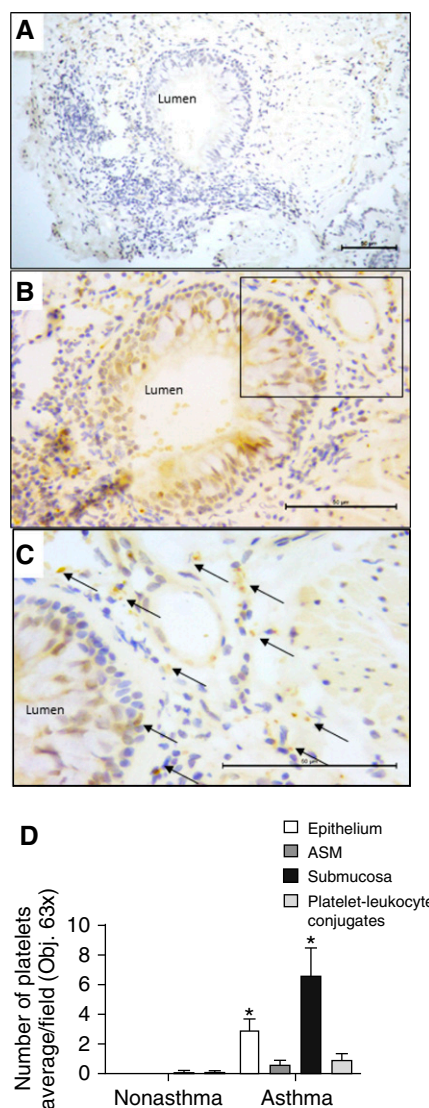 A
Lumen
B
Lumen
C
Lumen
D
Epithelium
ASM
Submucosa
Platelet-leukocyte
conjugates
Number of platelets
average/field (Obj. 63x)
10
8
6
4
2
0
*
*
Nonasthma
Asthma